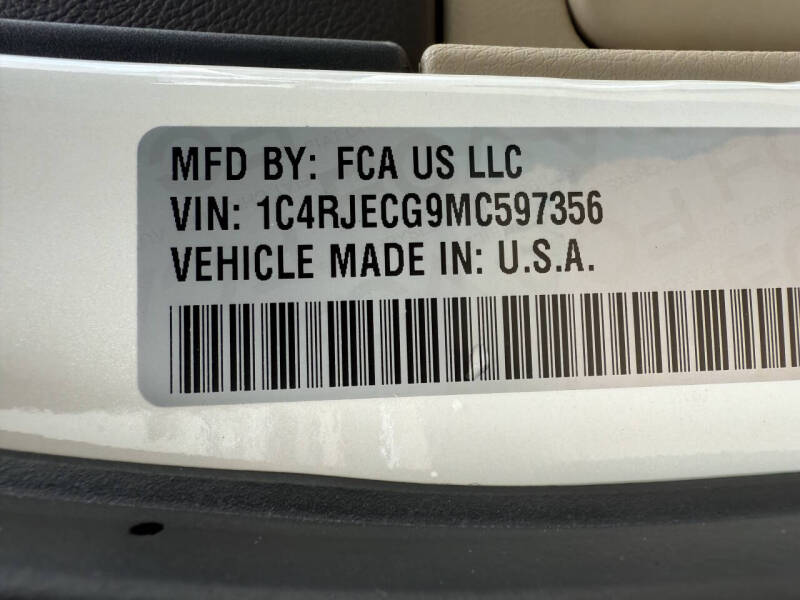 MFD BY: FCA US LLC
VIN: 1C4RJECG9MC597356
VEHICLE MADE IN: U.S.A.